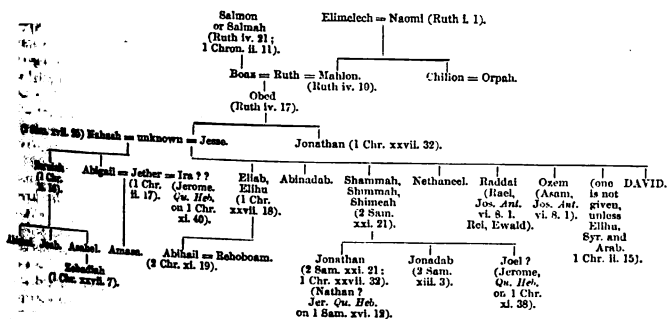 Salmon
or Salmah
(Ruth iv. 21;
1 Chron. ii. 11).
Elimelech = Naomi (Ruth i. 1).
Boaz = Ruth = Mahlon.
(Ruth iv. 10).
Chilion = Orpah.
Obed
(Ruth iv. 17).
xvii. 25) Nahash = unknown = Jesse.
Jonathan (1 Chr. xxvii. 32).
(1 Chr.
Abigail = Jether = Ira ? ?
(1 Chr.
ii. 17).
(Jerome.
Qu. Heb.
on 1 Chr.
xi. 40).
Eliab,
Elihu
(1 Chr.
xxvii. 18).
Abinadab.
Shammah,
Shimmah,
Shimeah
(2 Sam.
xxi. 21).
Nethaneel.
Raddai
(Rael,
Jos. Ant.
vi. 8. 1.
Rei, Ewald).
Ozem
(Asam,
Jos. Ant.
vi. 8. 1).
(one
is not
given,
unless
Elihu,
Syr. and
Arab.
1 Chr. ii. 15).
DAVID.
Joab. Asahel. Amasa.
Zebadiah
(1 Chr. xxvii. 7).
Abihail = Rehoboam.
(2 Chr. xi. 19).
Jonathan
(2 Sam. xxi. 21;
1 Chr. xxvii. 32).
(Nathan ?
Jer. Qu. Heb.
on 1 Sam. xvi. 12).
Jonadab
(2 Sam.
xiii. 3).
Joel ?
(Jerome,
Qu. Heb.
on 1 Chr.
xi. 38).